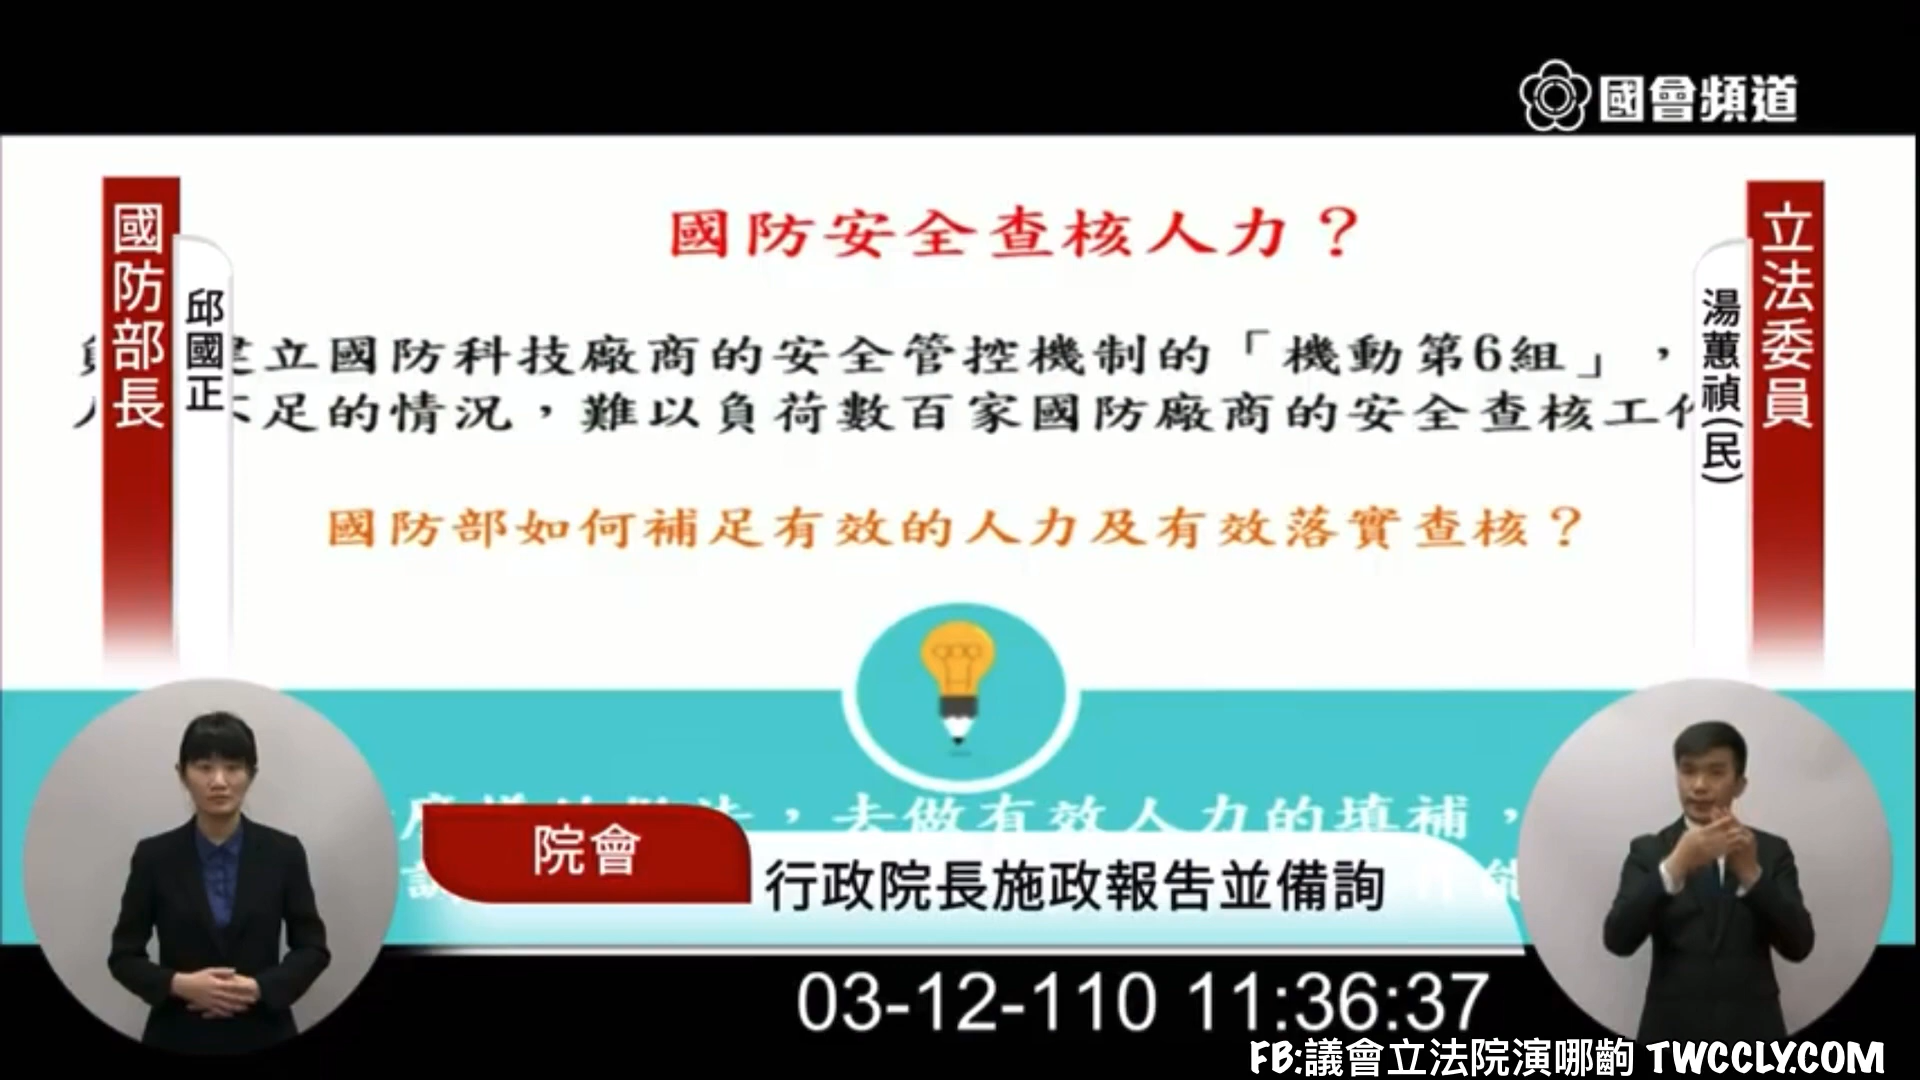 國會頻道
國防部長
邱國正
立法委員
湯蕙禎(民)
國防安全查核人力？
建立國防科技廠商的安全管控機制的「機動第6組」，
不足的情況，難以負荷數百家國防廠商的安全查核工作
國防部如何補足有效的人力及有效落實查核？
，去做有效人力的填補，
院會
行政院長施政報告並備詢
03-12-110 11:36:37
FB:議會立法院演哪齣 TWCCLY.COM